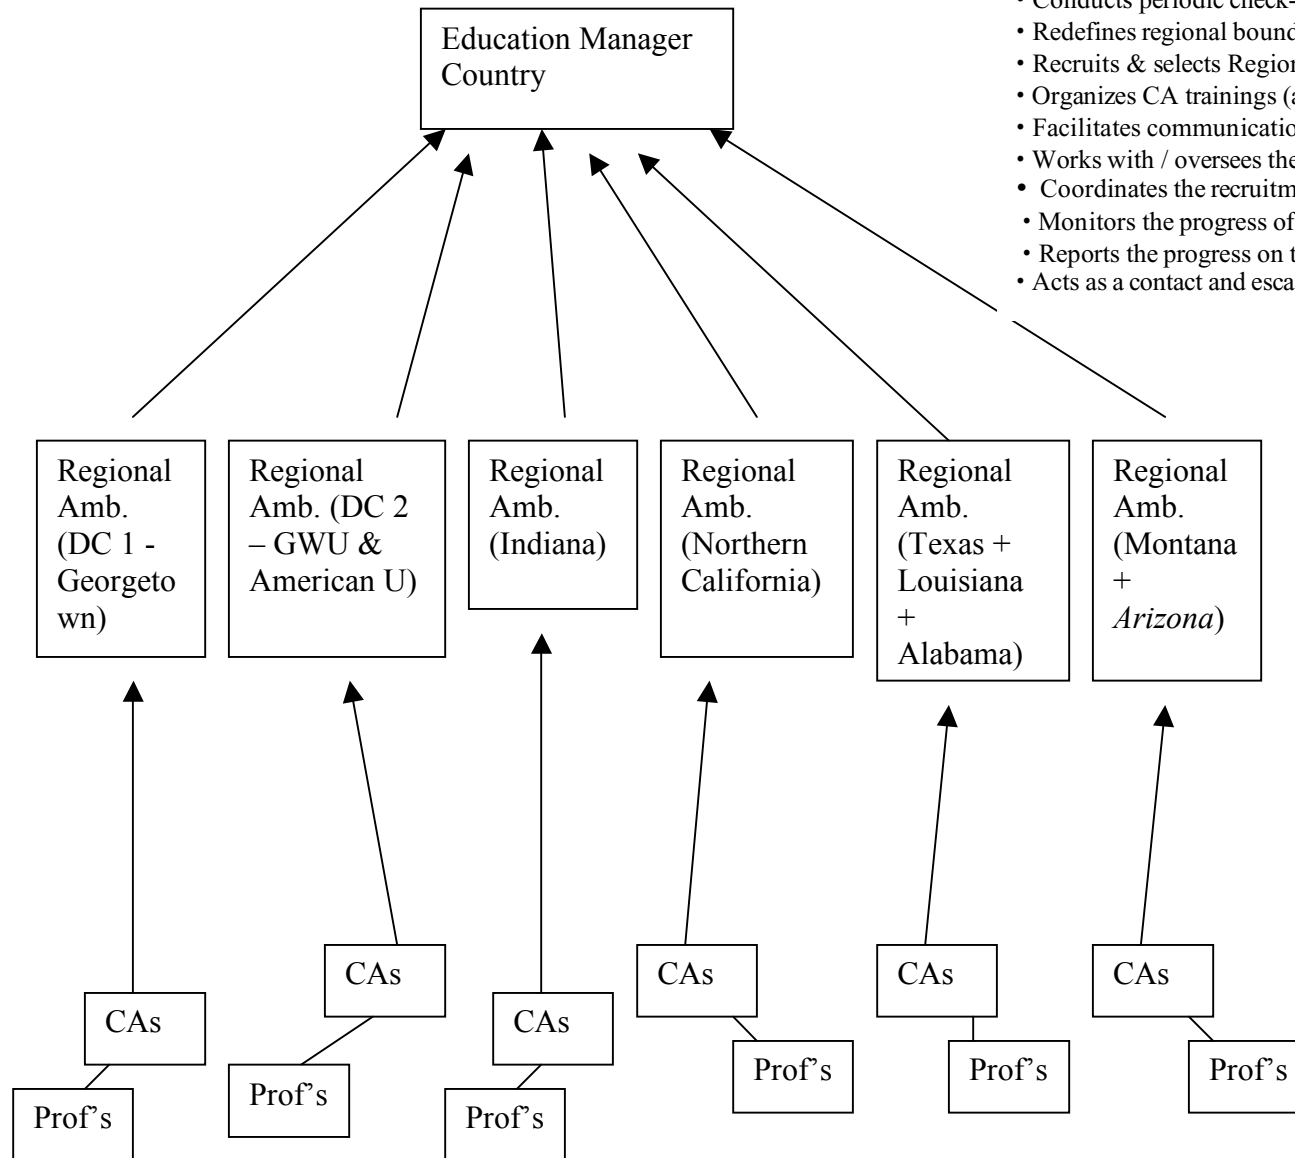 Education Manager
Country
• Conducts periodic check-
• Redefines regional bound
• Recruits & selects Region
• Organizes CA trainings (a
• Facilitates communicatio
• Works with / oversees the
• Coordinates the recruitm
• Monitors the progress of
• Reports the progress on t
• Acts as a contact and esca
Regional
Amb.
(DC 1 -
Georgeto
wn)
Regional
Amb. (DC 2
– GWU &
American U)
Regional
Amb.
(Indiana)
Regional
Amb.
(Northern
California)
Regional
Amb.
(Texas +
Louisiana
+
Alabama)
Regional
Amb.
(Montana
+
Arizona)
CAs
CAs
CAs
CAs
CAs
CAs
Prof’s
Prof’s
Prof’s
Prof’s
Prof’s
Prof’s